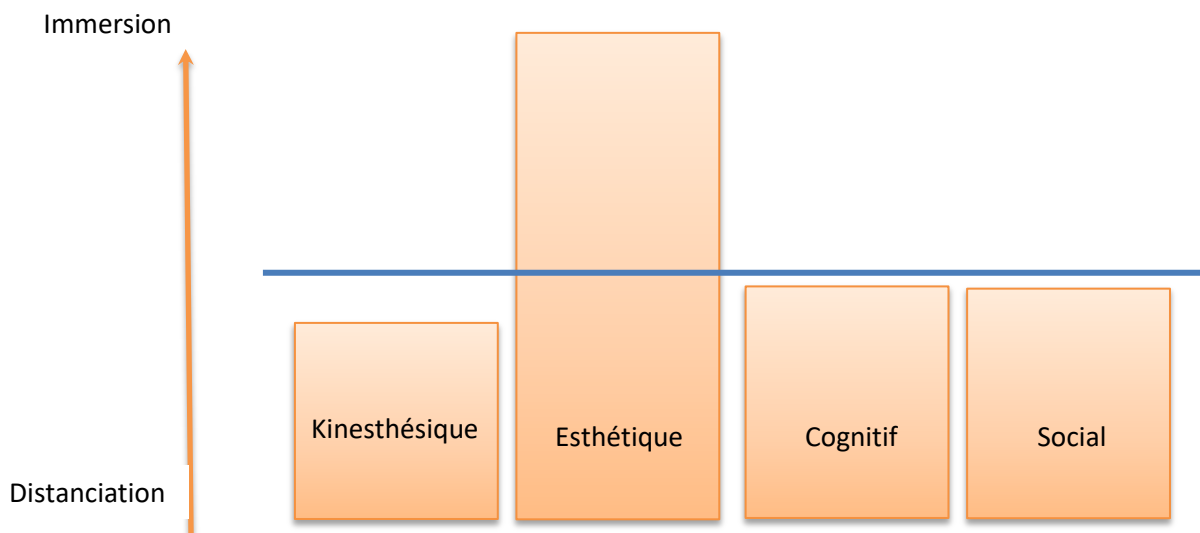 Immersion
Kinesthésique
Esthétique
Cognitif
Social
Distanciation